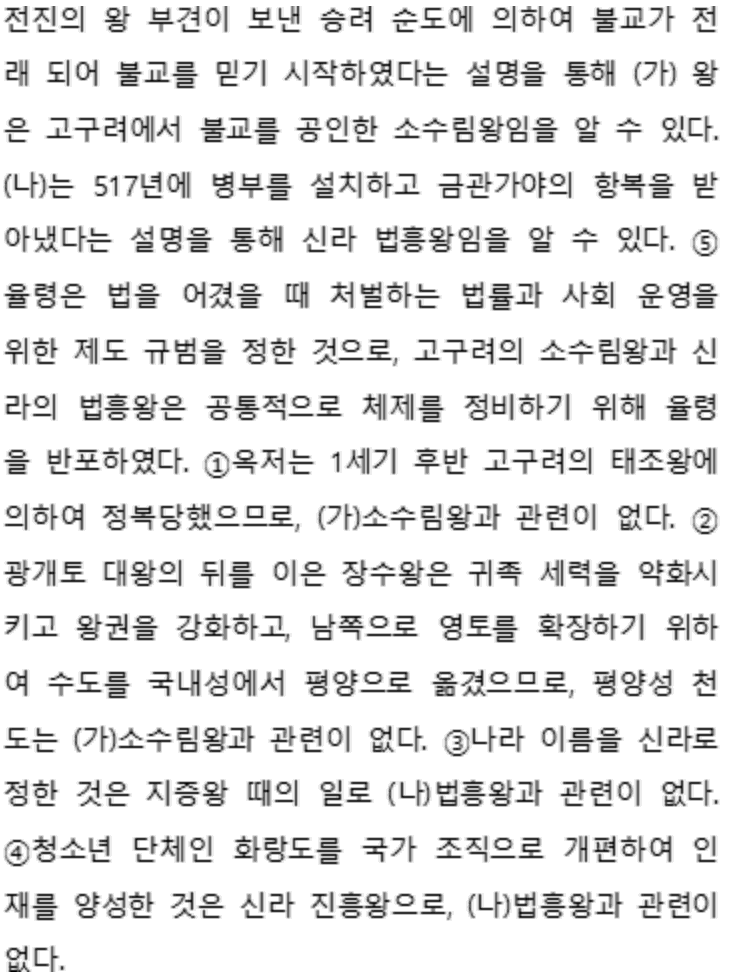 전진의 왕 부견이 보낸 승려 순도에 의하여 불교가 전
래 되어 불교를 믿기 시작하였다는 설명을 통해 (가) 왕
은 고구려에서 불교를 공인한 소수림왕임을 알 수 있다.
(나)는 517년에 병부를 설치하고 금관가야의 항복을 받
아냈다는 설명을 통해 신라 법흥왕임을 알 수 있다. ⑤
율령은 법을 어겼을 때 처벌하는 법률과 사회 운영을
위한 제도 규범을 정한 것으로, 고구려의 소수림왕과 신
라의 법흥왕은 공통적으로 체제를 정비하기 위해 율령
을 반포하였다. ①옥저는 1세기 후반 고구려의 태조왕에
의하여 정복당했으므로, (가)소수림왕과 관련이 없다. ②
광개토 대왕의 뒤를 이은 장수왕은 귀족 세력을 약화시
키고 왕권을 강화하고, 남쪽으로 영토를 확장하기 위하
여 수도를 국내성에서 평양으로 옮겼으므로, 평양성 천
도는 (가)소수림왕과 관련이 없다. ③나라 이름을 신라로
정한 것은 지증왕 때의 일로 (나)법흥왕과 관련이 없다.
④청소년 단체인 화랑도를 국가 조직으로 개편하여 인
재를 양성한 것은 신라 진흥왕으로, (나)법흥왕과 관련이
없다.